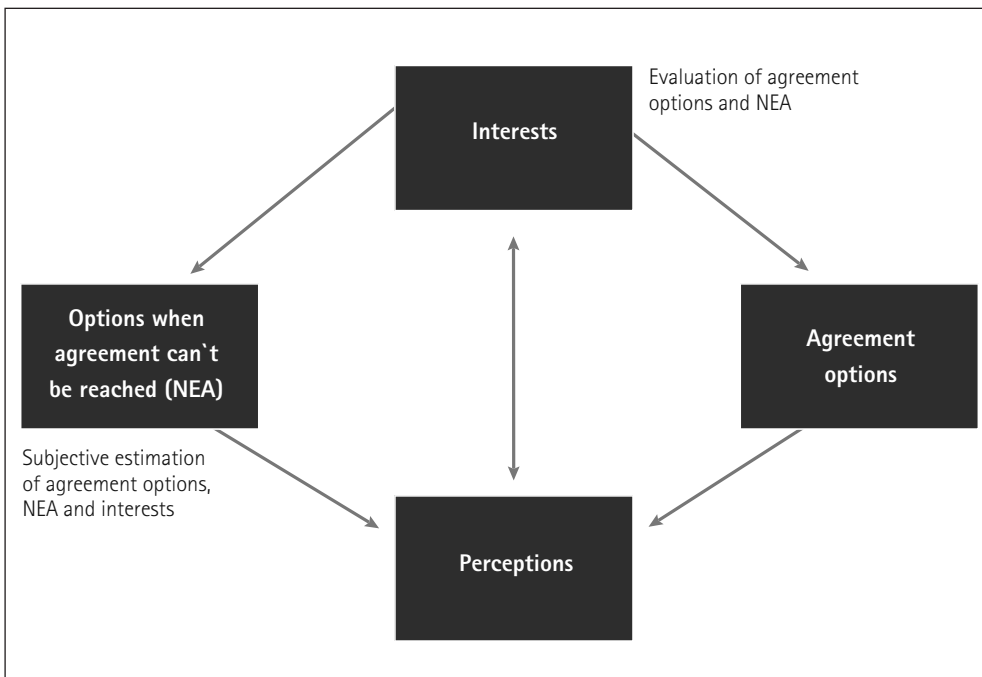 Interests
Evaluation of agreement
options and NEA
Options when
agreement can`t
be reached (NEA)
Agreement
options
Subjective estimation
of agreement options,
NEA and interests
Perceptions